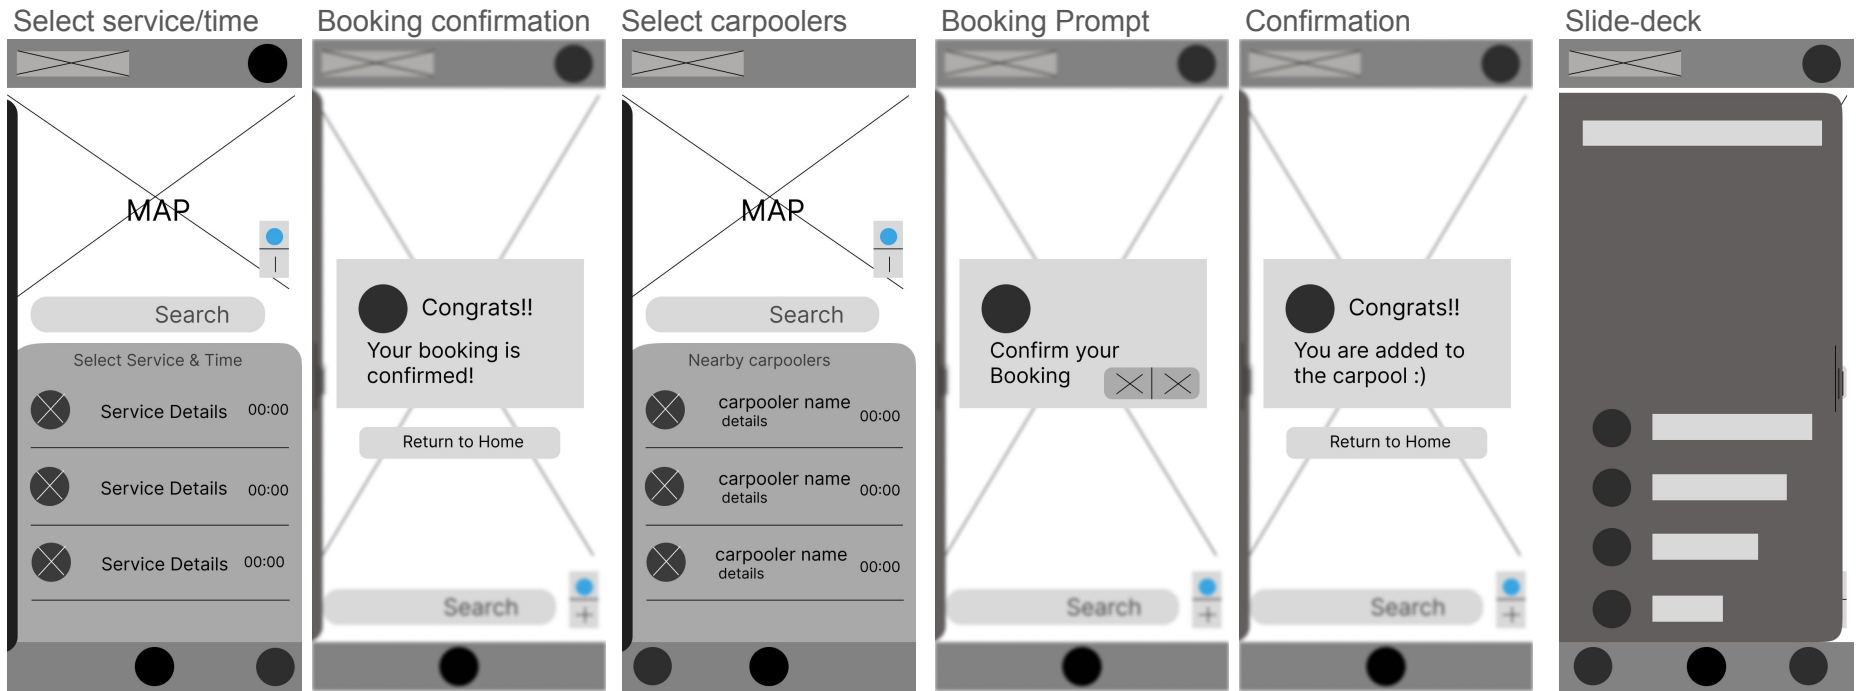 Select service/time
Booking confirmation
Select carpoolers
Booking Prompt
Confirmation
Slide-deck
MAP
Search
Select Service & Time
Service Details 00:00
Service Details 00:00
Service Details 00:00
Congrats!!
Your booking is
confirmed!
Return to Home
Search
MAP
Search
Nearby carpoolers
carpooler name
details 00:00
carpooler name
details 00:00
carpooler name
details 00:00
Confirm your
Booking
Search
Congrats!!
You are added to
the carpool :)
Return to Home
Search